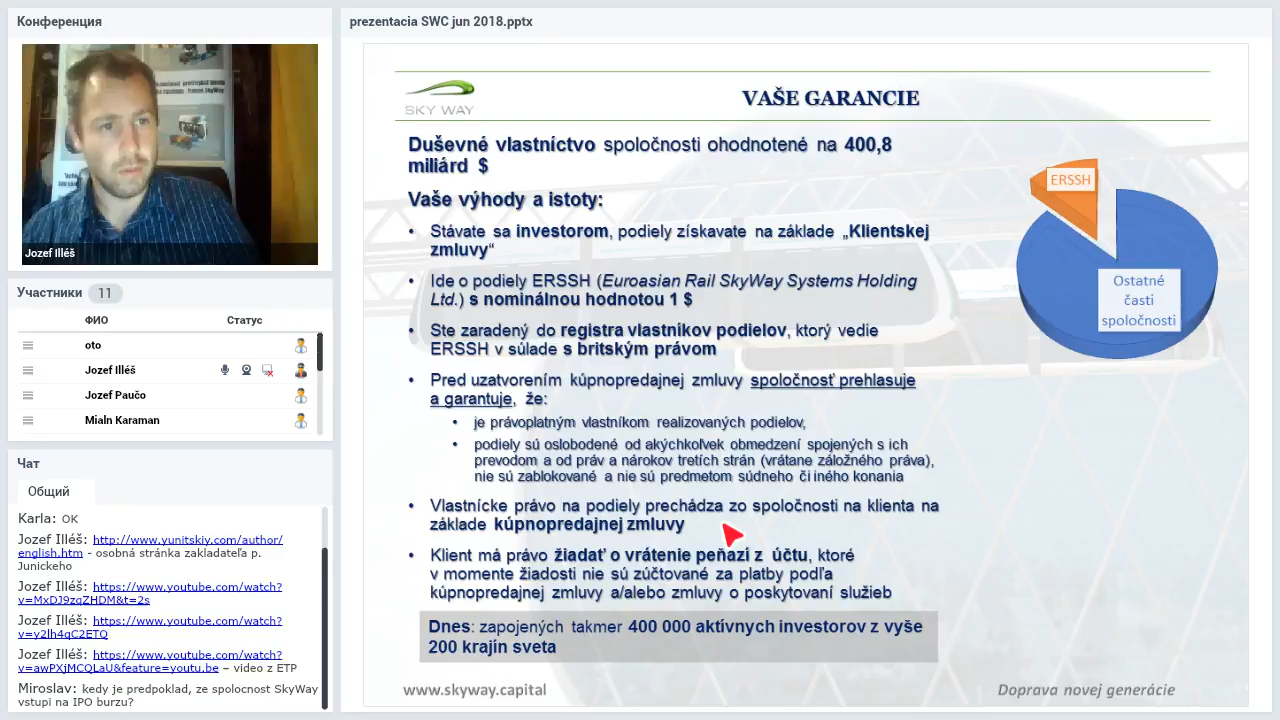 Конференция
Jozef Illéš
Участники 11
ФИО Статус
oto
Jozef Illéš
Jozef Paučo
Mialn Karaman
Чат
Общий
Karla: OK
Jozef Illéš: http://www.yunitskiy.com/author/
english.htm - osobná stránka zakladateľa p.
Junickeho
Jozef Illéš: https://www.youtube.com/watch?
v=MxDJ9zqZHDM&t=2s
Jozef Illéš: https://www.youtube.com/watch?
v=y2Ih4qC2ETQ
Jozef Illéš: https://www.youtube.com/watch?
v=awPXjMCQLaU&feature=youtu.be – video z ETP
Miroslav: kedy je predpoklad, ze spolocnost SkyWay
vstupi na IPO burzu?
prezentacia SWC jun 2018.pptx
SKY WAY
VAŠE GARANCIE
Duševné vlastníctvo spoločnosti ohodnotené na 400,8
miliárd $
Vaše výhody a istoty:
• Stávate sa investorom, podiely získavate na základe „Klientskej
zmluvy“
• Ide o podiely ERSSH (Euroasian Rail SkyWay Systems Holding
Ltd.) s nominálnou hodnotou 1 $
• Ste zaradený do registra vlastníkov podielov, ktorý vedie
ERSSH v súlade s britským právom
• Pred uzatvorením kúpnopredajnej zmluvy spoločnosť prehlasuje
a garantuje, že:
• je právoplatným vlastníkom realizovaných podielov,
• podiely sú oslobodené od akýchkoľvek obmedzení spojených s ich
prevodom a od práv a nárokov tretích strán (vrátane záložného práva),
nie sú zablokované a nie sú predmetom súdneho či iného konania
• Vlastnícke právo na podiely prechádza zo spoločnosti na klienta na
základe kúpnopredajnej zmluvy
• Klient má právo žiadať o vrátenie peňazí z účtu, ktoré
v momente žiadosti nie sú zúčtované za platby podľa
kúpnopredajnej zmluvy a/alebo zmluvy o poskytovaní služieb
Dnes: zapojených takmer 400 000 aktívnych investorov z vyše
200 krajín sveta
ERSSH
Ostatné
časti
spoločnosti
www.skyway.capital
Doprava novej generácie